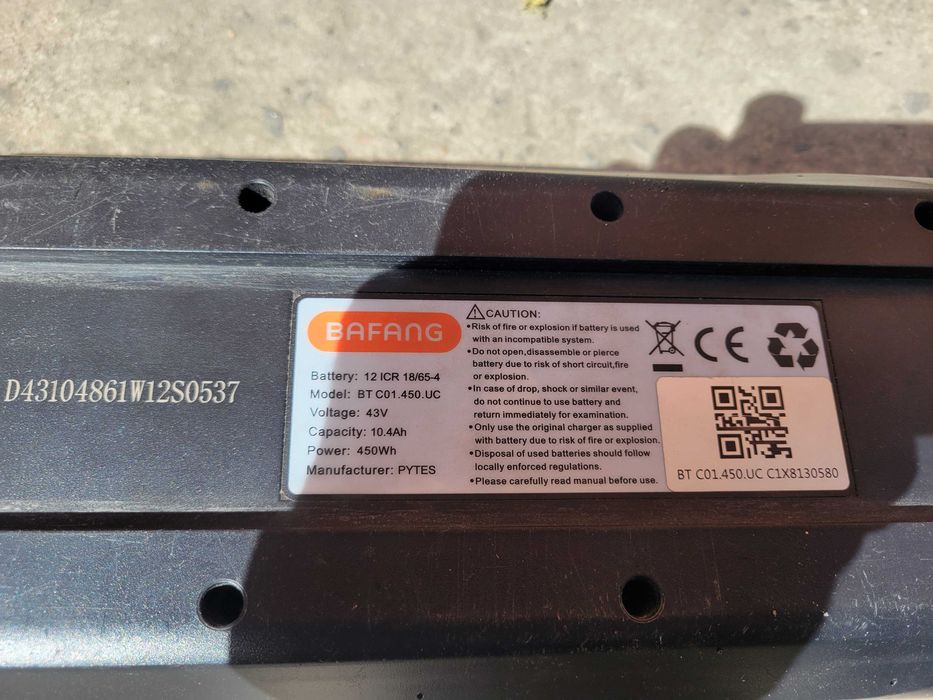 D43104861W12S0537
BAFANG
Battery: 12 ICR 18/65-4
Model: BT C01.450.UC
Voltage: 43V
Capacity: 10.4Ah
Power: 450Wh
Manufacturer: PYTES
CAUTION:
•Risk of fire or explosion if battery is used
with an incompatible system.
•Do not open,disassemble or pierce
battery due to risk of short circuit,fire
or explosion.
•In case of drop, shock or similar event,
do not continue to use battery and
return immediately for examination.
•Only use the original charger as supplied
with battery due to risk of fire or explosion.
•Disposal of used batteries should follow
locally enforced regulations.
•Please carefully read manual before use.
CE
BT C01.450.UC C1X8130580